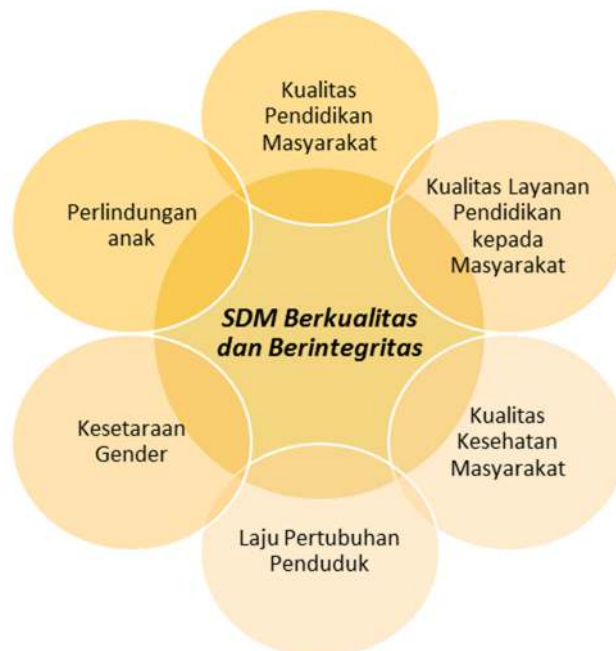 Kualitas
Pendidikan
Masyarakat
Kualitas Layanan
Pendidikan
kepada
Masyarakat
Perlindungan
anak
SDM Berkualitas
dan Berintegritas
Kesetaraan
Gender
Kualitas
Kesehatan
Masyarakat
Laju Pertubuhan
Penduduk